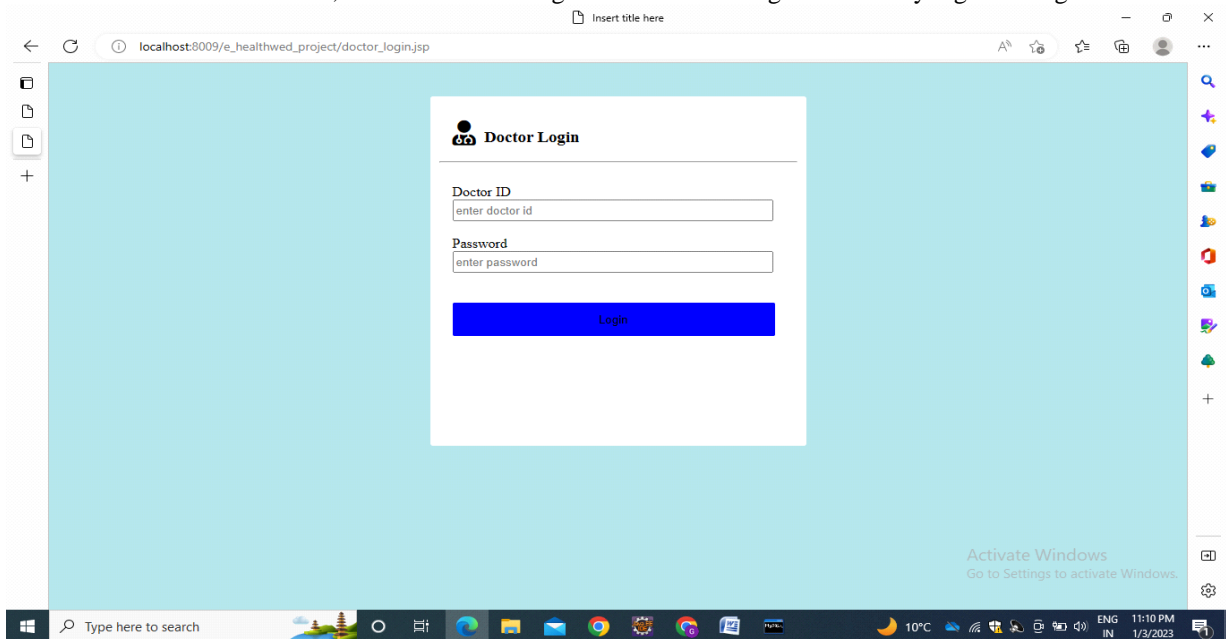 Insert title here
localhost:8009/e_healthwed_project/doctor_login.jsp
Doctor Login
Doctor ID
enter doctor id
Password
enter password
Login
Activate Windows
Go to Settings to activate Windows.
Type here to search
10°C
ENG
IN
11:10 PM
1/3/2023